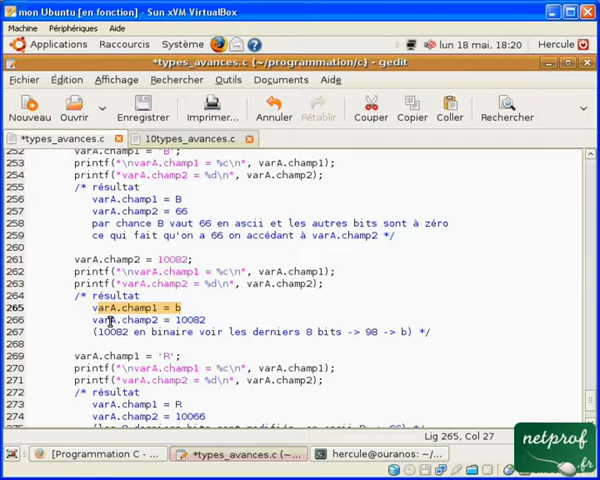 mon Ubuntu [en fonction] - Sun xVM VirtualBox
Machine Périphériques Aide
Applications Raccourcis Système lun 18 mai, 18:20 Hercule
*types_avances.c (~/programmation/c) - gedit
Fichier Édition Affichage Rechercher Outils Documents Aide
Nouveau Ouvrir Enregistrer Imprimer... Annuler Rétablir Couper Copier Coller Rechercher
*types_avances.c 10types_avances.c
252 varA.champ1 = 'B';
253 printf("\nvarA.champ1 = %c\n", varA.champ1);
254 printf("varA.champ2 = %d\n", varA.champ2);
255 /* résultat
256 varA.champ1 = B
257 varA.champ2 = 66
258 par chance B vaut 66 en ascii et les autres bits sont à zéro
259 ce qui fait qu'on a 66 on accédant à varA.champ2 */
260
261 varA.champ2 = 10082;
262 printf("\nvarA.champ1 = %c\n", varA.champ1);
263 printf("varA.champ2 = %d\n", varA.champ2);
264 /* résultat
265 varA.champ1 = b
266 varA.champ2 = 10082
267 (10082 en binaire voir les derniers 8 bits -> 98 -> b) */
268
269 varA.champ1 = 'R';
270 printf("\nvarA.champ1 = %c\n", varA.champ1);
271 printf("varA.champ2 = %d\n", varA.champ2);
272 /* résultat
273 varA.champ1 = R
274 varA.champ2 = 10066
Lig 265, Col 27
[Programmation C - ... *types_avances.c (~... hercule@ouranos: ~/...
netprof
.fr